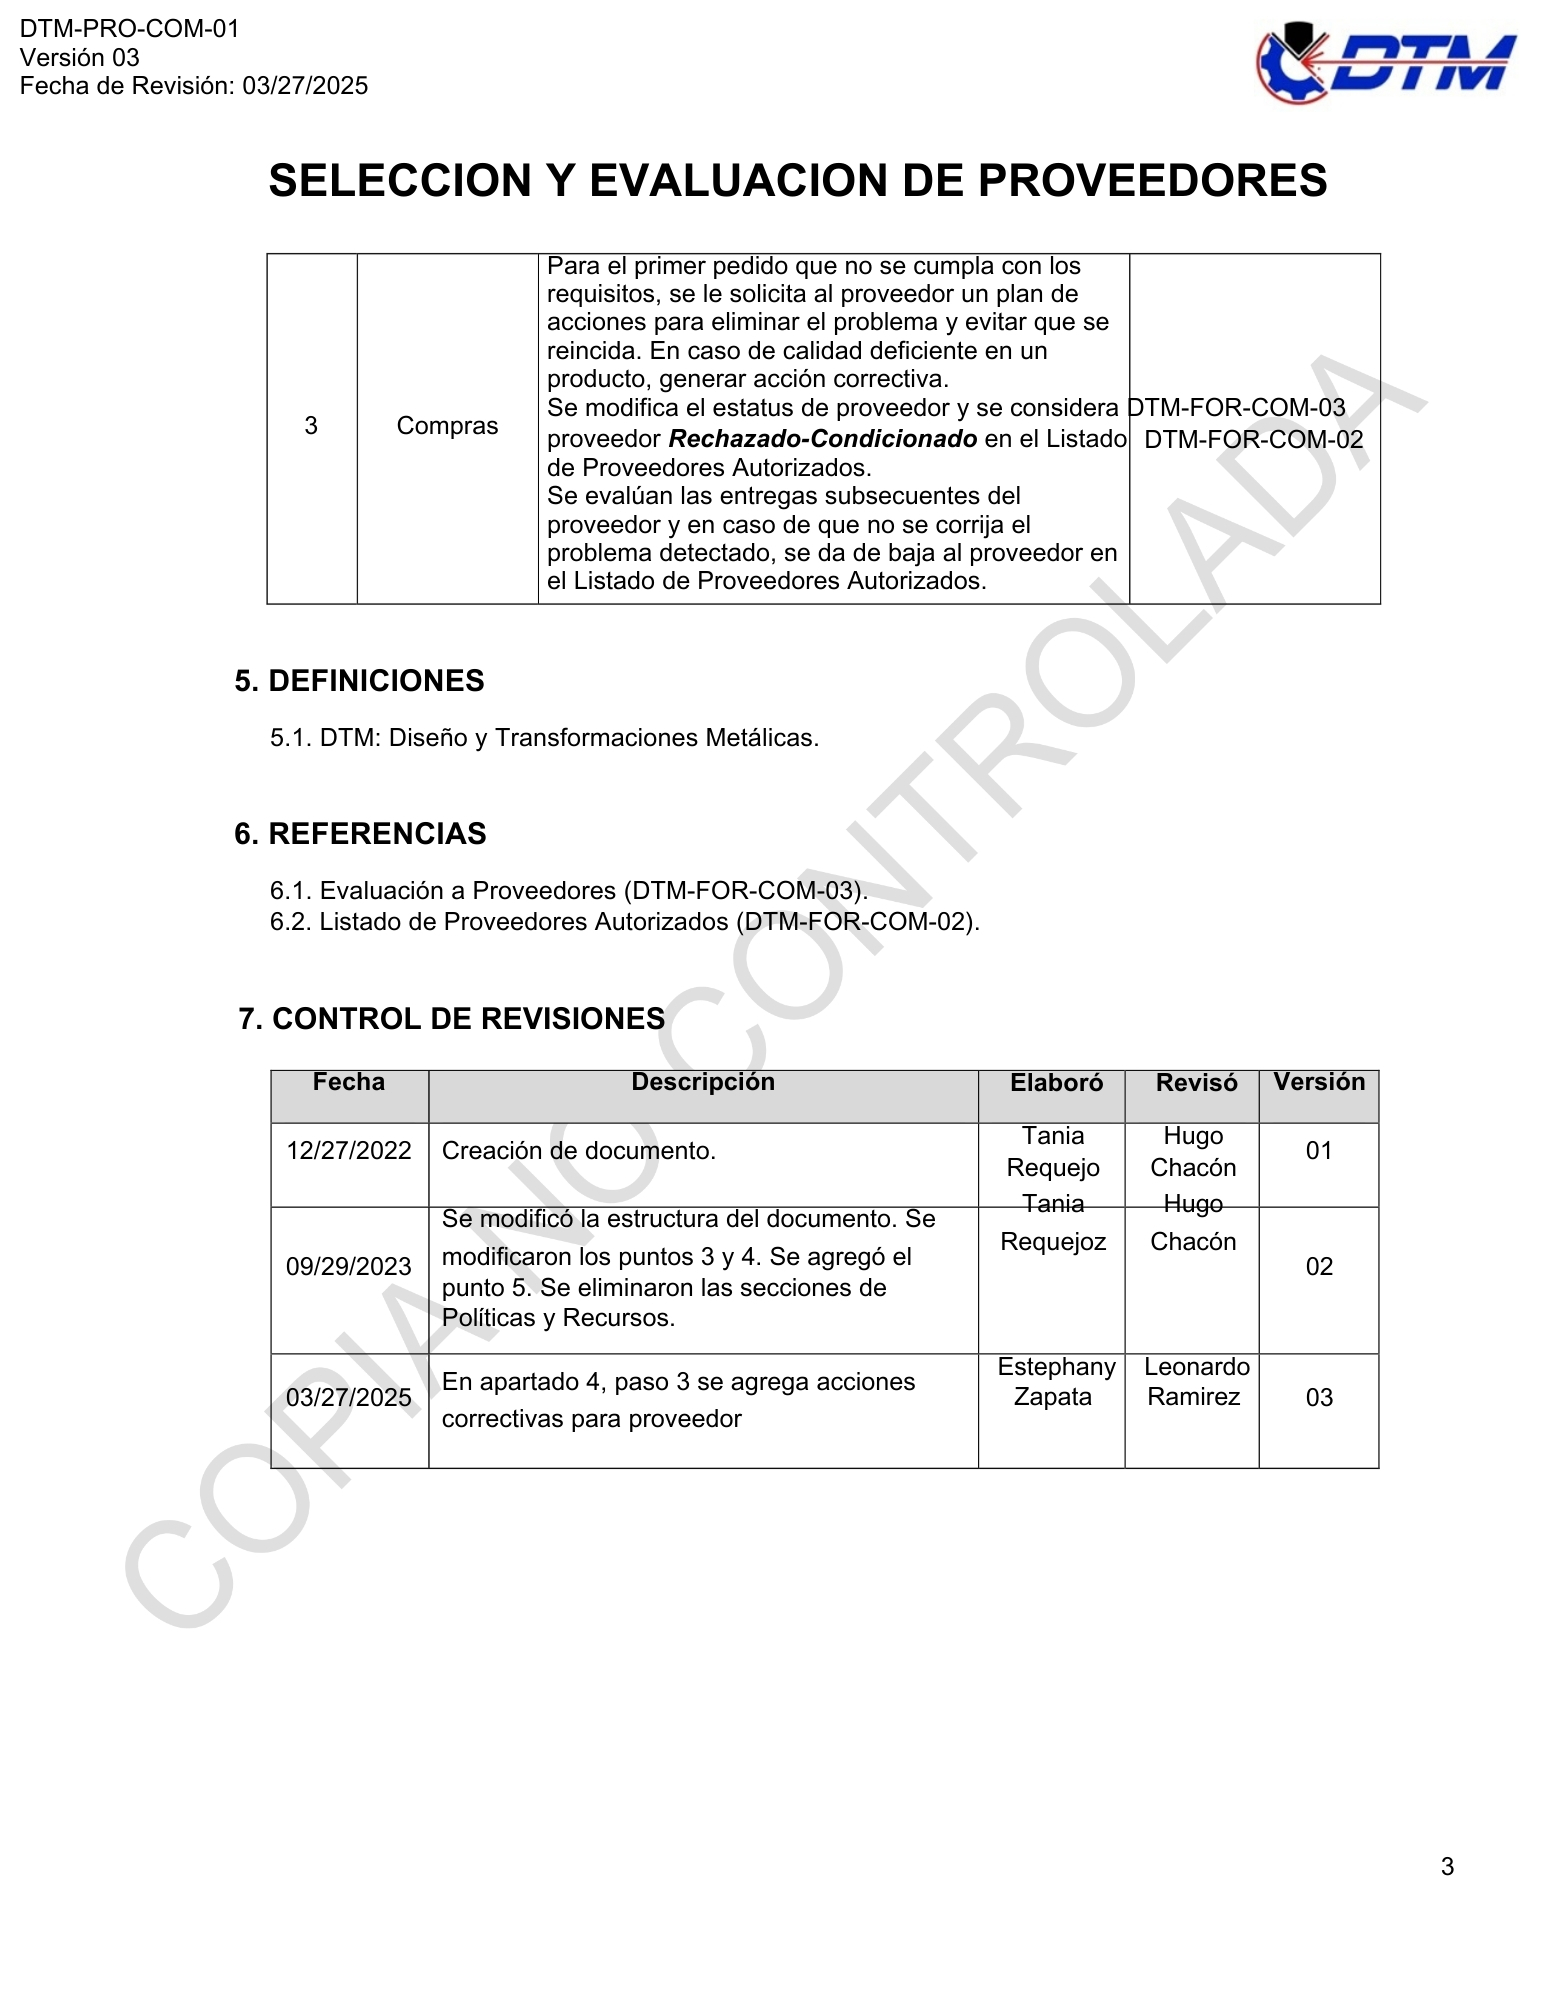 DTM-PRO-COM-01
Versión 03
Fecha de Revisión: 03/27/2025
DTM
SELECCION Y EVALUACION DE PROVEEDORES
Para el primer pedido que no se cumpla con los
requisitos, se le solicita al proveedor un plan de
acciones para eliminar el problema y evitar que se
reincida. En caso de calidad deficiente en un
producto, generar acción correctiva.
3
Compras
Se modifica el estatus de proveedor y se considera
proveedor Rechazado-Condicionado en el Listado
de Proveedores Autorizados.
Se evalúan las entregas subsecuentes del
proveedor y en caso de que no se corrija el
problema detectado, se da de baja al proveedor en
el Listado de Proveedores Autorizados.
DTM-FOR-COM-03
DTM-FOR-COM-02
5. DEFINICIONES
5.1. DTM: Diseño y Transformaciones Metálicas.
6. REFERENCIAS
6.1. Evaluación a Proveedores (DTM-FOR-COM-03).
6.2. Listado de Proveedores Autorizados (DTM-FOR-COM-02).
7. CONTROL DE REVISIONES
Fecha Descripción Elaboró Revisó Versión
12/27/2022
Creación de documento.
Tania
Requejo
Hugo
Chacón
01
09/29/2023
Se modificó la estructura del documento. Se
modificaron los puntos 3 y 4. Se agregó el
punto 5. Se eliminaron las secciones de
Políticas y Recursos.
Tania
Requejoz
Hugo
Chacón
02
03/27/2025
En apartado 4, paso 3 se agrega acciones
correctivas para proveedor
Estephany
Zapata
Leonardo
Ramirez
03
COPIA NO CONTROLADA
3